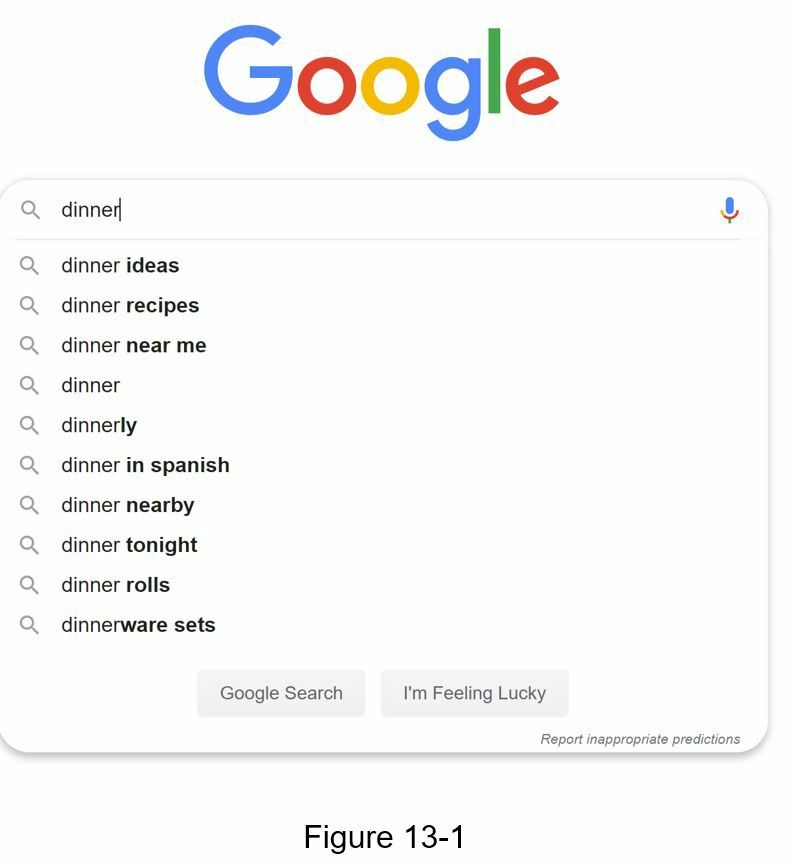 Google
dinner
dinner ideas
dinner recipes
dinner near me
dinner
dinnerly
dinner in spanish
dinner nearby
dinner tonight
dinner rolls
dinnerware sets
Google Search I'm Feeling Lucky
Report inappropriate predictions
Figure 13-1